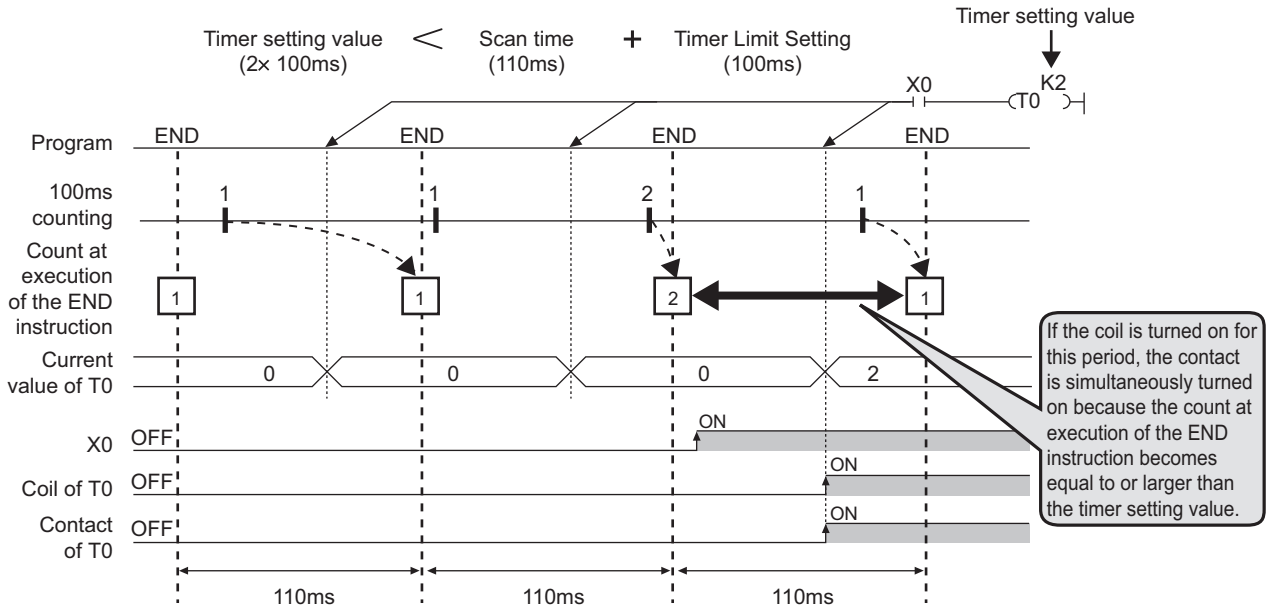 Timer setting value
Timer setting value < Scan time + Timer Limit Setting
(2× 100ms) (110ms) (100ms)
X0
K2
T0
Program
END END END END
100ms
counting
1 1 2 1
Count at
execution
of the END
instruction
1 1 2 1
Current
value of T0
0 0 0 2
If the coil is turned on for
this period, the contact
is simultaneously turned
on because the count at
execution of the END
instruction becomes
equal to or larger than
the timer setting value.
X0 OFF ON
Coil of T0 OFF ON
Contact
of T0
OFF ON
110ms 110ms 110ms